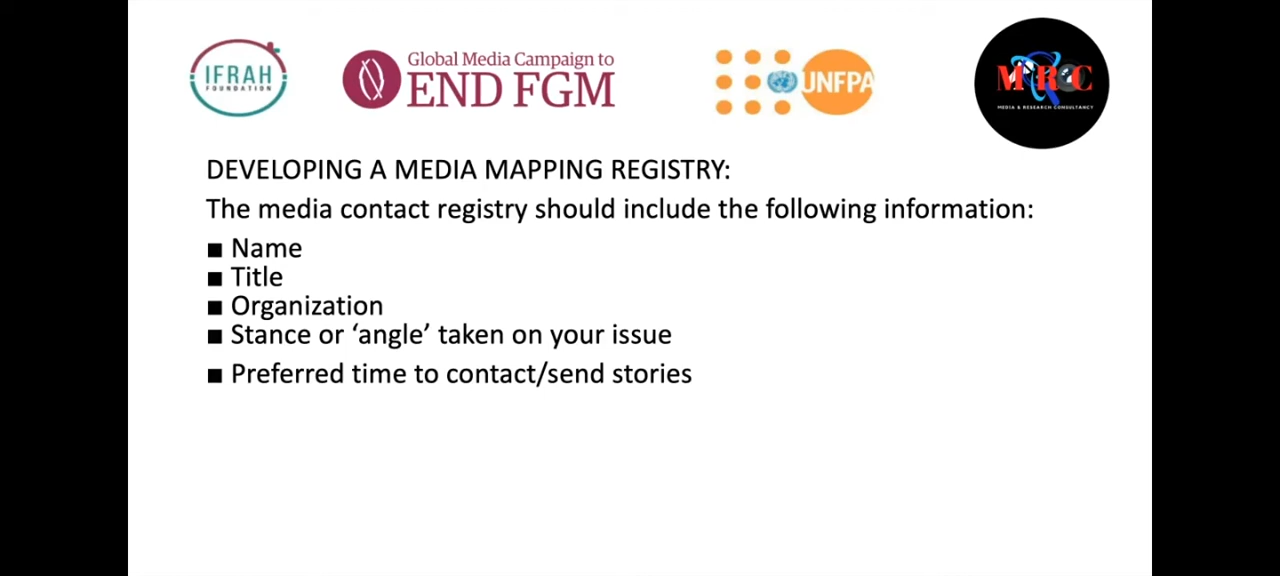 IFRAH
FOUNDATION
Global Media Campaign to
END FGM
UNFPA
MRC
MEDIA & RESEARCH CONSULTANCY
DEVELOPING A MEDIA MAPPING REGISTRY:
The media contact registry should include the following information:
■ Name
■ Title
■ Organization
■ Stance or ‘angle’ taken on your issue
■ Preferred time to contact/send stories